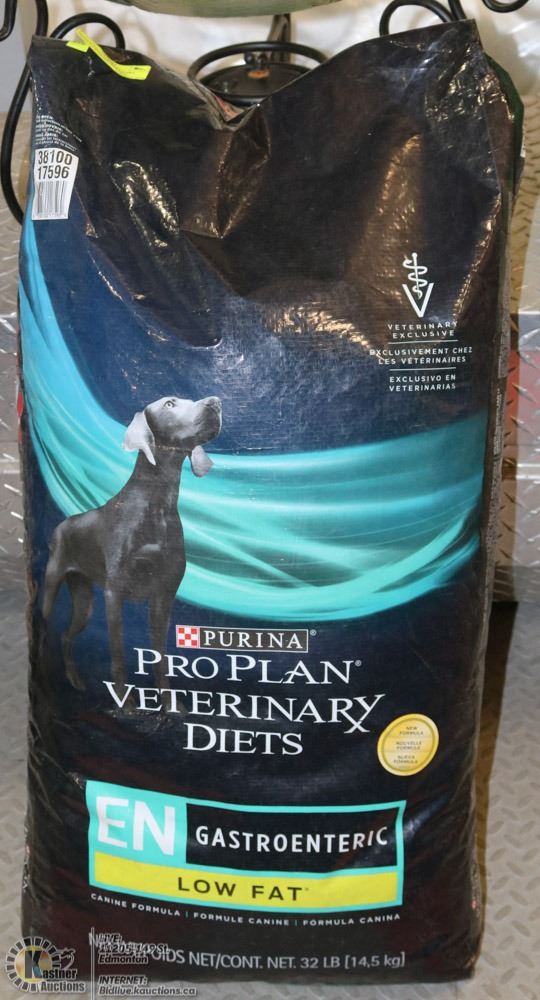 38100
17596
VETERINARY
EXCLUSIVE
EXCLUSIVEMENT CHEZ
LES VÉTÉRINAIRES
EXCLUSIVO EN
VETERINARIAS
PURINA®
PRO PLAN®
VETERINARY
DIETS
NEW
FORMULA
NOUVELLE
FORMULE
NUEVA
FÓRMULA
EN GASTROENTERIC
LOW FAT
CANINE FORMULA | FORMULE CANINE | FÓRMULA CANINA
NET/CONT. NET. 32 LB [14,5 kg]
LIVE:
Edmonton
INTERNET:
Bidlive.kauctions.ca
Kastner
Auctions